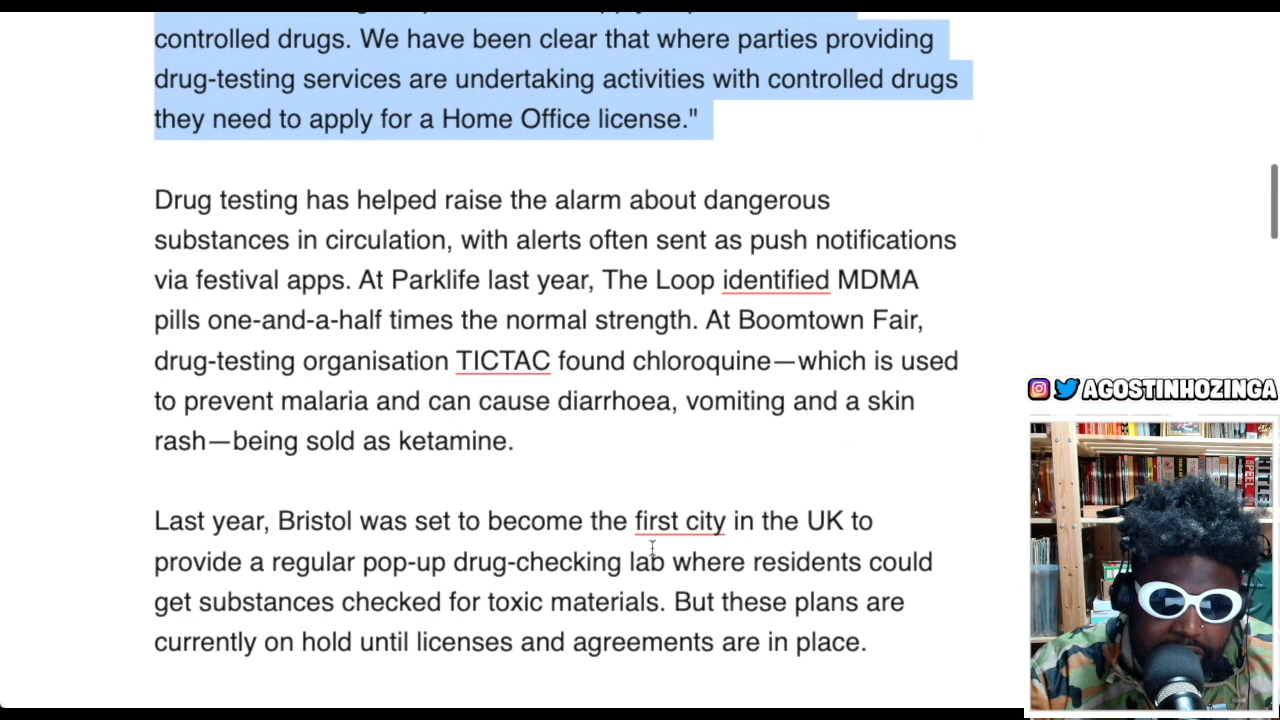 controlled drugs. We have been clear that where parties providing
drug-testing services are undertaking activities with controlled drugs
they need to apply for a Home Office license."
Drug testing has helped raise the alarm about dangerous
substances in circulation, with alerts often sent as push notifications
via festival apps. At Parklife last year, The Loop identified MDMA
pills one-and-a-half times the normal strength. At Boomtown Fair,
drug-testing organisation TICTAC found chloroquine—which is used
to prevent malaria and can cause diarrhoea, vomiting and a skin
rash—being sold as ketamine.
Last year, Bristol was set to become the first city in the UK to
provide a regular pop-up drug-checking lab where residents could
get substances checked for toxic materials. But these plans are
currently on hold until licenses and agreements are in place.
AGOSTINHOZINGA